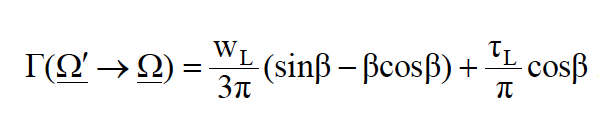 Γ(Ω′ → Ω) = w_L/3π (sinβ − βcosβ) + τ_L/π cosβ